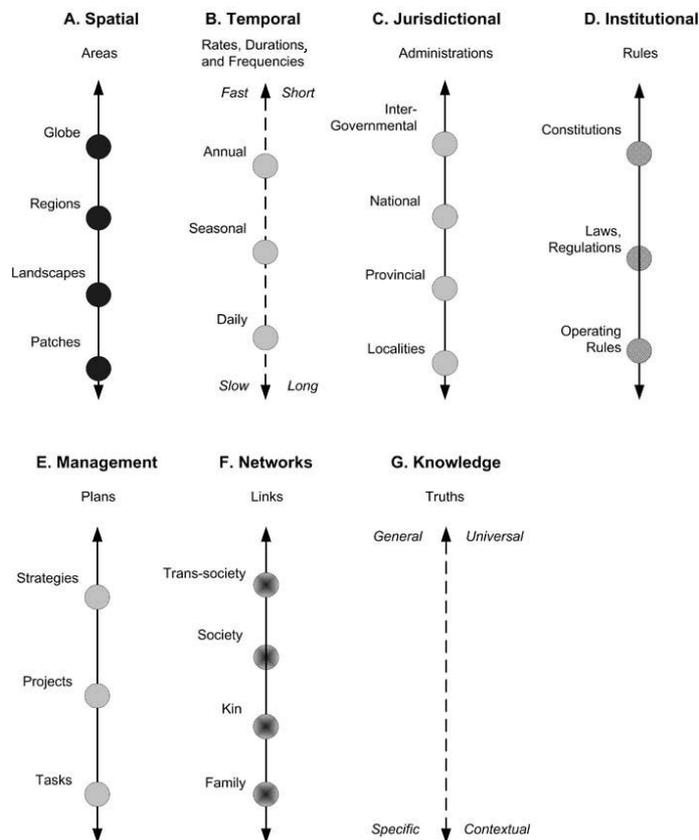 A. Spatial
Areas
Globe
Regions
Landscapes
Patches
B. Temporal
Rates, Durations,
and Frequencies
Fast Short
Annual
Seasonal
Daily
Slow Long
C. Jurisdictional
Administrations
Inter-
Governmental
National
Provincial
Localities
D. Institutional
Rules
Constitutions
Laws,
Regulations
Operating
Rules
E. Management
Plans
Strategies
Projects
Tasks
F. Networks
Links
Trans-society
Society
Kin
Family
G. Knowledge
Truths
General Universal
Specific Contextual